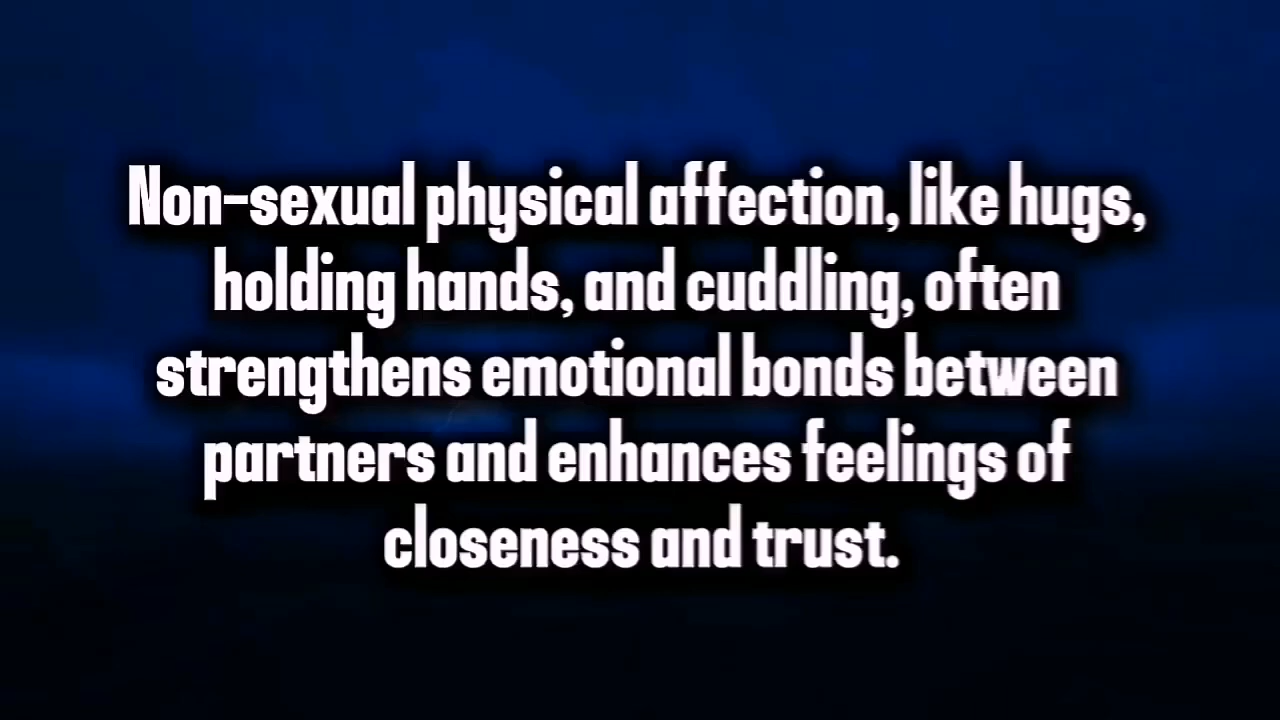 Non-sexual physical affection, like hugs,
holding hands, and cuddling, often
strengthens emotional bonds between
partners and enhances feelings of
closeness and trust.